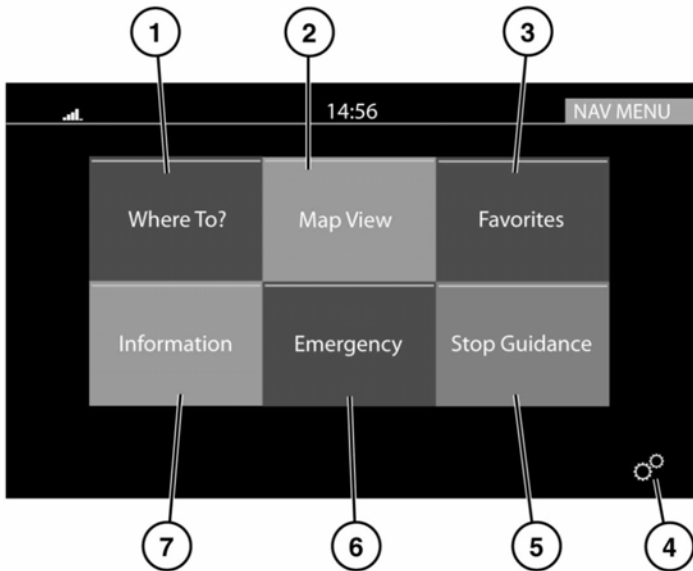 1 2 3
14:56 NAV MENU
Where To? Map View Favorites
Information Emergency Stop Guidance
7 6 5 4